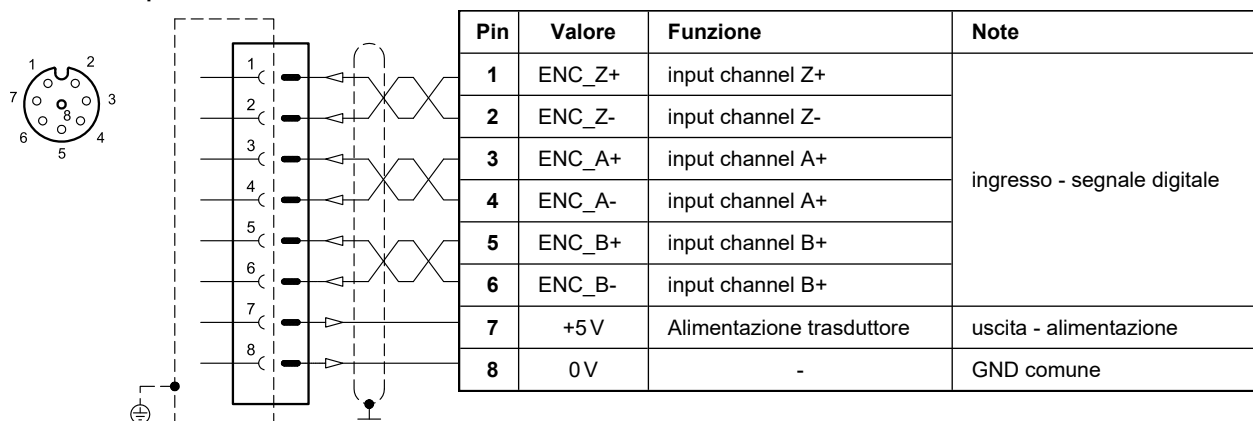 Pin Valore Funzione Note
1 ENC_Z+ input channel Z+
2 ENC_Z- input channel Z-
3 ENC_A+ input channel A+
ingresso - segnale digitale
4 ENC_A- input channel A+
5 ENC_B+ input channel B+
6 ENC_B- input channel B+
7 +5 V Alimentazione trasduttore uscita - alimentazione
8 0 V - GND comune
1 2
7 8 3
6 4
5
1
2
3
4
5
6
7
8